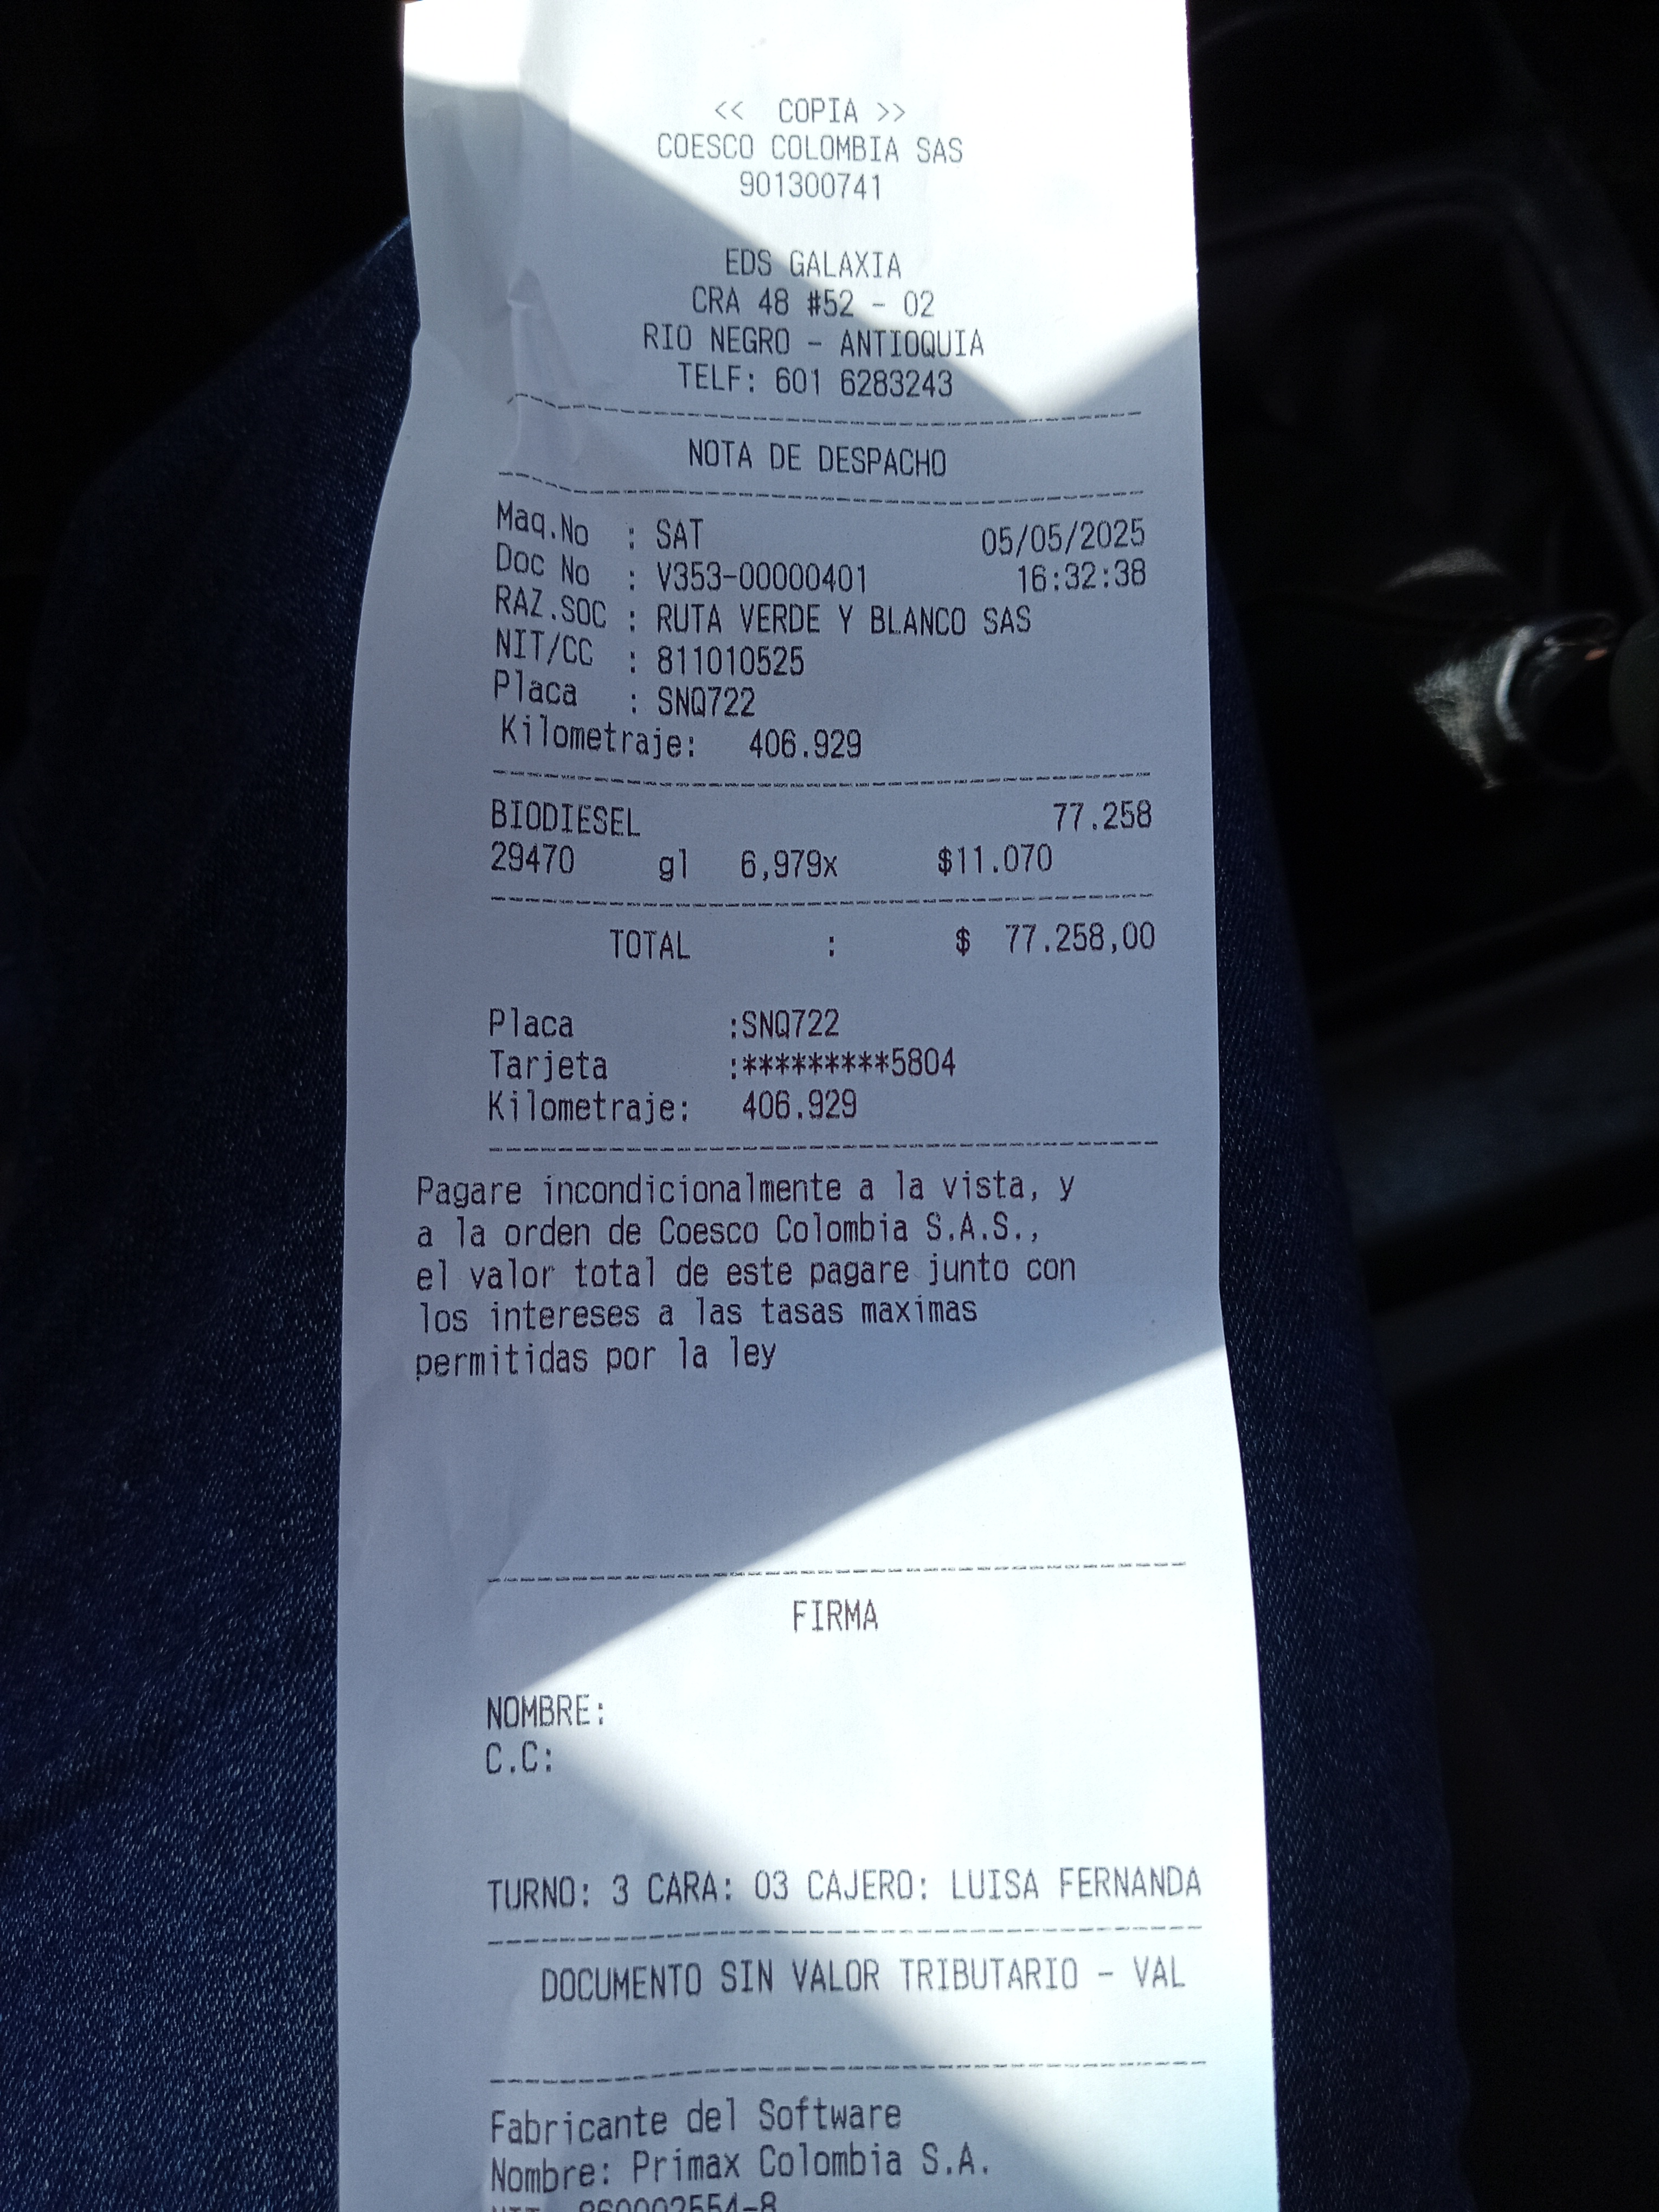 << COPIA >>
COESCO COLOMBIA SAS
901300741
EDS GALAXIA
CRA 48 #52 - 02
RIO NEGRO - ANTIOQUIA
TELF: 601 6283243
NOTA DE DESPACHO
Maq.No : SAT 05/05/2025
Doc No : V353-00000401 16:32:38
RAZ.SOC : RUTA VERDE Y BLANCO SAS
NIT/CC : 811010525
Placa : SNQ722
Kilometraje: 406.929
BIODIESEL 77.258
29470 gl 6,979x $11.070
TOTAL : $ 77.258,00
Placa :SNQ722
Tarjeta :*********5804
Kilometraje: 406.929
Pagare incondicionalmente a la vista, y
a la orden de Coesco Colombia S.A.S.,
el valor total de este pagare junto con
los intereses a las tasas maximas
permitidas por la ley
FIRMA
NOMBRE:
C.C:
TURNO: 3 CARA: 03 CAJERO: LUISA FERNANDA
DOCUMENTO SIN VALOR TRIBUTARIO - VAL
Fabricante del Software
Nombre: Primax Colombia S.A.
NIT: 860002554-8